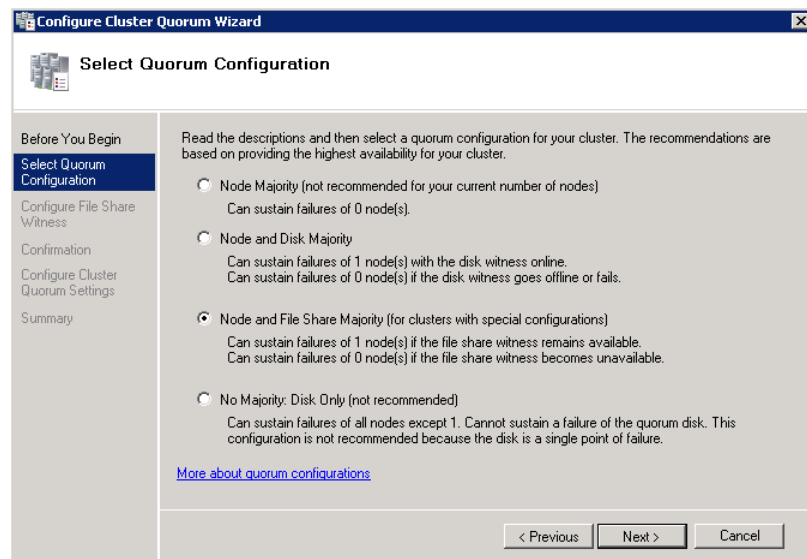 Configure Cluster Quorum Wizard
Select Quorum Configuration
Before You Begin
Select Quorum
Configuration
Configure File Share
Witness
Confirmation
Configure Cluster
Quorum Settings
Summary
Read the descriptions and then select a quorum configuration for your cluster. The recommendations are
based on providing the highest availability for your cluster.
Node Majority (not recommended for your current number of nodes)
Can sustain failures of 0 node(s).
Node and Disk Majority
Can sustain failures of 1 node(s) with the disk witness online.
Can sustain failures of 0 node(s) if the disk witness goes offline or fails.
Node and File Share Majority (for clusters with special configurations)
Can sustain failures of 1 node(s) if the file share witness remains available.
Can sustain failures of 0 node(s) if the file share witness becomes unavailable.
No Majority: Disk Only (not recommended)
Can sustain failures of all nodes except 1. Cannot sustain a failure of the quorum disk. This
configuration is not recommended because the disk is a single point of failure.
More about quorum configurations
< Previous
Next >
Cancel